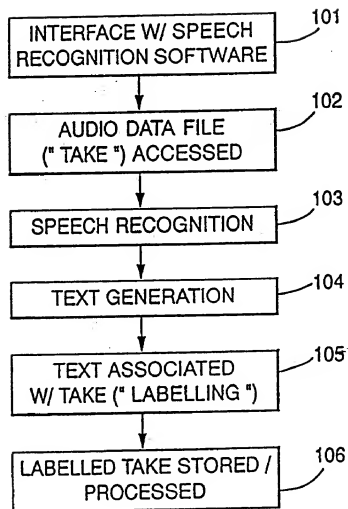 101
INTERFACE W/ SPEECH
RECOGNITION SOFTWARE
102
AUDIO DATA FILE
(" TAKE ") ACCESSED
103
SPEECH RECOGNITION
104
TEXT GENERATION
105
TEXT ASSOCIATED
W/ TAKE (" LABELLING ")
106
LABELLED TAKE STORED /
PROCESSED